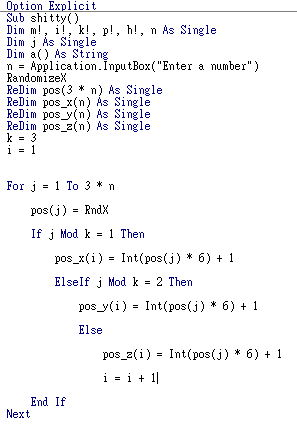 Option Explicit
Sub shitty()
Dim m!, i!, k!, p!, h!, n As Single
Dim j As Single
Dim a() As String
n = Application.InputBox("Enter a number")
RandomizeX
ReDim pos(3 * n) As Single
ReDim pos_x(n) As Single
ReDim pos_y(n) As Single
ReDim pos_z(n) As Single
k = 3
i = 1
For j = 1 To 3 * n
pos(j) = RndX
If j Mod k = 1 Then
pos_x(i) = Int(pos(j) * 6) + 1
ElseIf j Mod k = 2 Then
pos_y(i) = Int(pos(j) * 6) + 1
Else
pos_z(i) = Int(pos(j) * 6) + 1
i = i + 1
End If
Next